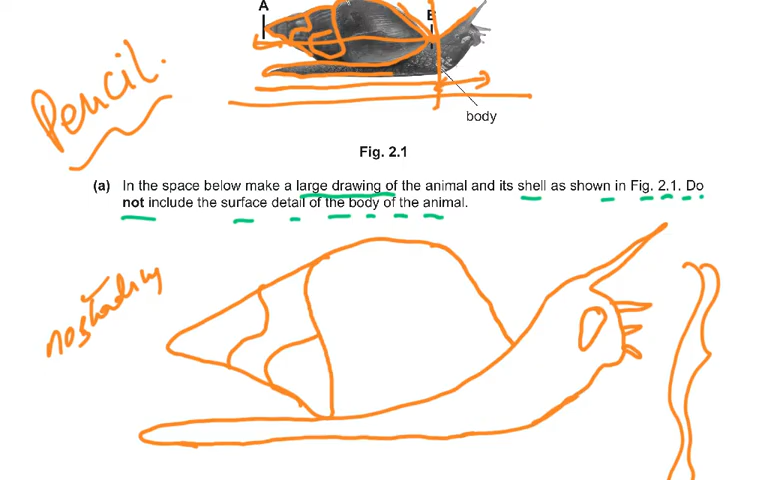 A
E
Pencil.
body
Fig. 2.1
(a) In the space below make a large drawing of the animal and its shell as shown in Fig. 2.1. Do
not include the surface detail of the body of the animal.
no shading